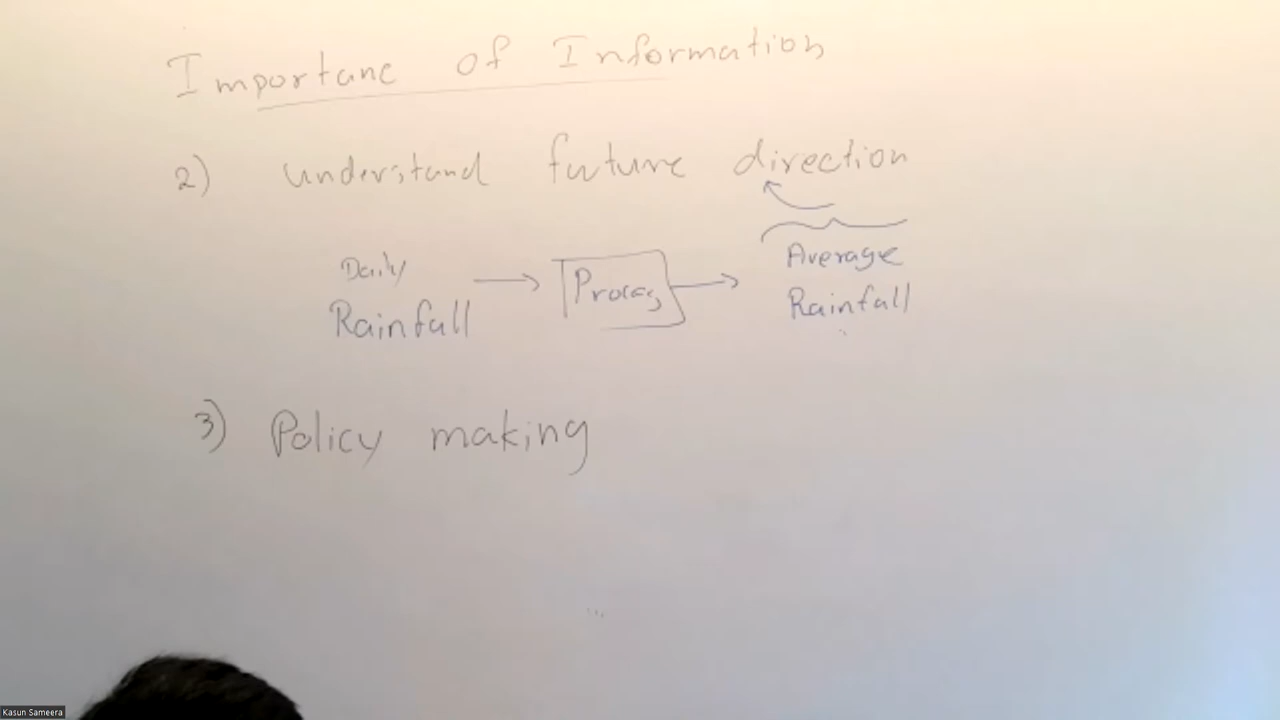 Importanc of Information
2) understand future direction
Daily
Rainfall → Process → Average
Rainfall
3) Policy making
Kasun Sameera